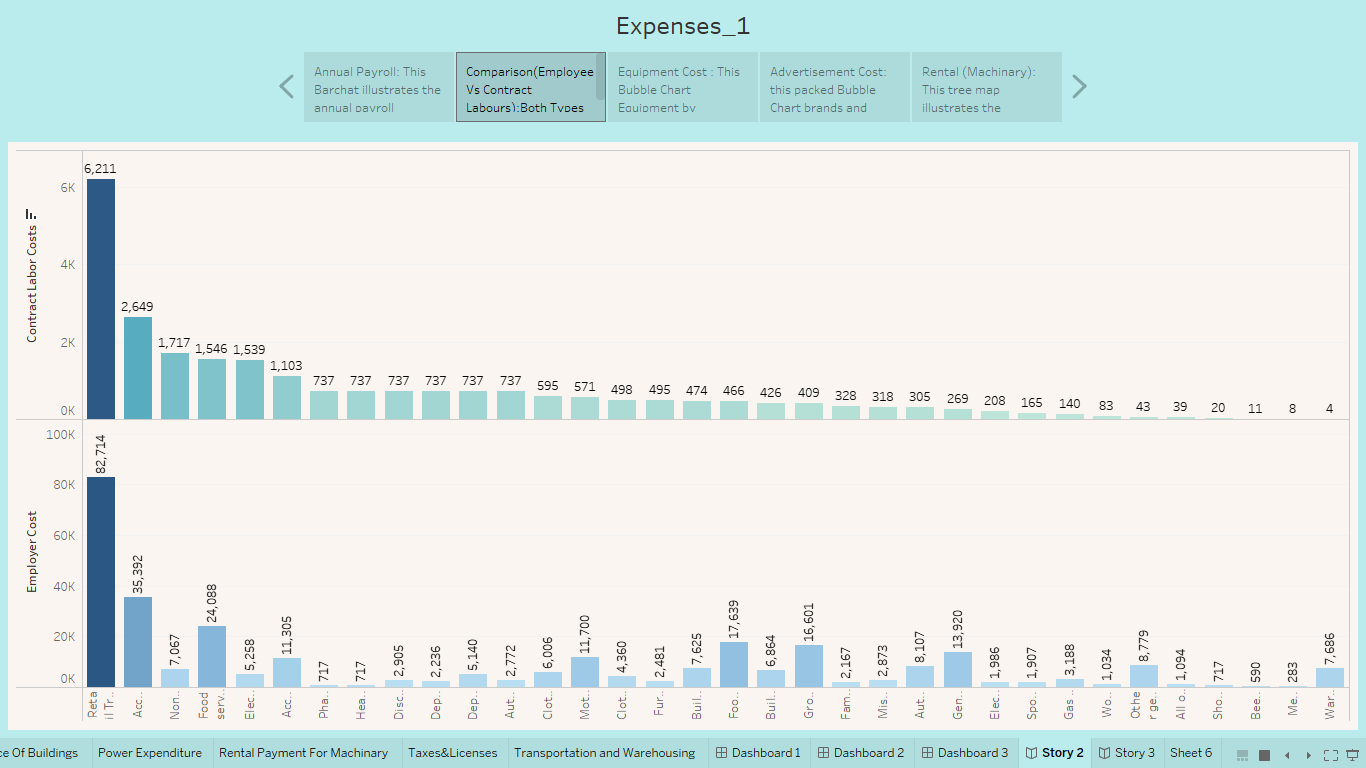 Expenses_1
Annual Payroll: This
Barchat illustrates the
annual payroll
Comparison(Employee
Vs Contract
Labours):Both Types
Equipment Cost : This
Bubble Chart
Equipment by
Advertisement Cost:
this packed Bubble
Chart brands and
Rental (Machinary):
This tree map
illustrates the
Contract Labor Costs
6K
4K
2K
0K
6,211
2,649
1,717
1,546
1,539
1,103
737
737
737
737
737
737
595
571
498
495
474
466
426
409
328
318
305
269
208
165
140
83
43
39
20
11
8
4
Employer Cost
100K
80K
60K
40K
20K
0K
82,714
35,392
7,067
24,088
5,258
11,305
717
717
2,905
2,236
5,140
2,772
6,006
11,700
4,360
2,481
7,625
17,639
6,864
16,601
2,167
2,873
8,107
13,920
1,986
1,907
3,188
1,034
8,779
1,094
717
590
283
7,686
Reta
il Tr..
Acc..
Non..
Food
serv..
Elec..
Acc..
Pha..
Hea..
Disc..
Dep..
Dep..
Aut..
Clot..
Mot..
Clot..
Fur..
Buil..
Foo..
Buil..
Gro..
Fam..
Mis..
Aut..
Gen..
Elec..
Spo..
Gas ..
Wo..
Othe
r ge..
All o..
Sho..
Bee..
Me..
War..
ce Of Buildings
Power Expenditure
Rental Payment For Machinary
Taxes&Licenses
Transportation and Warehousing
Dashboard 1
Dashboard 2
Dashboard 3
Story 2
Story 3
Sheet 6